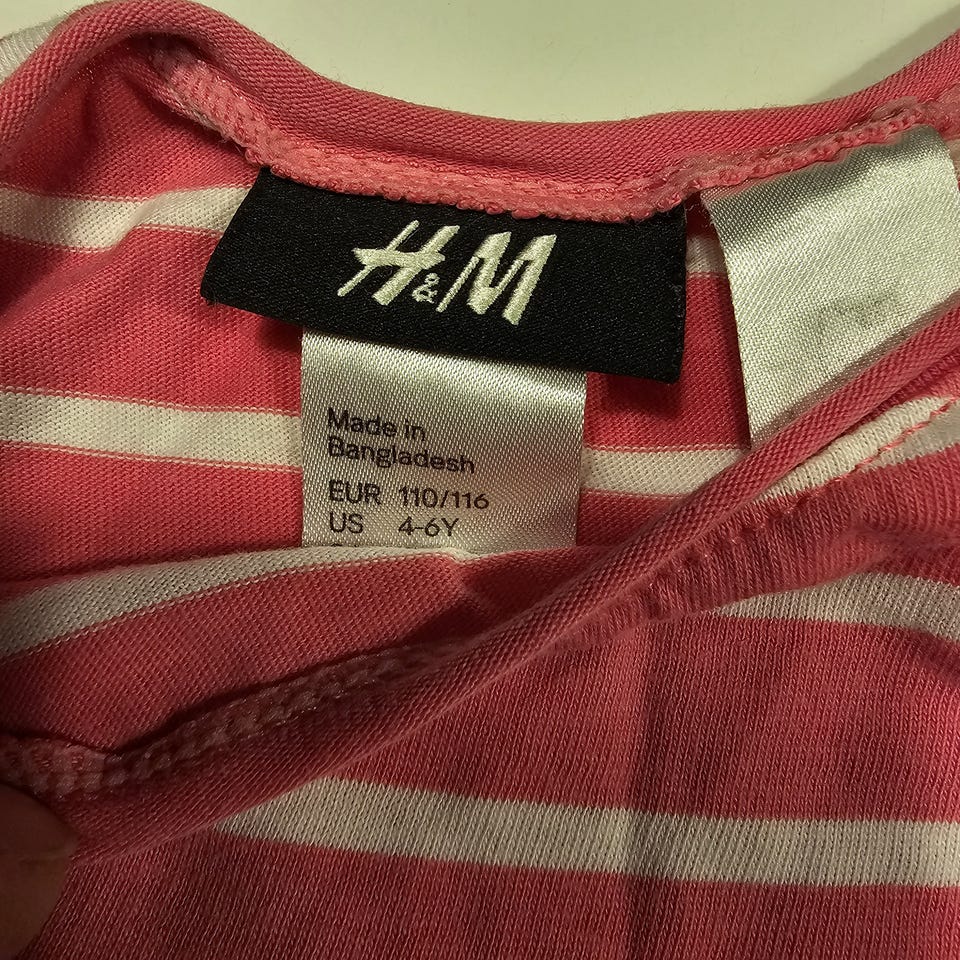 H&M
Made in
Bangladesh
EUR 110/116
US 4-6Y